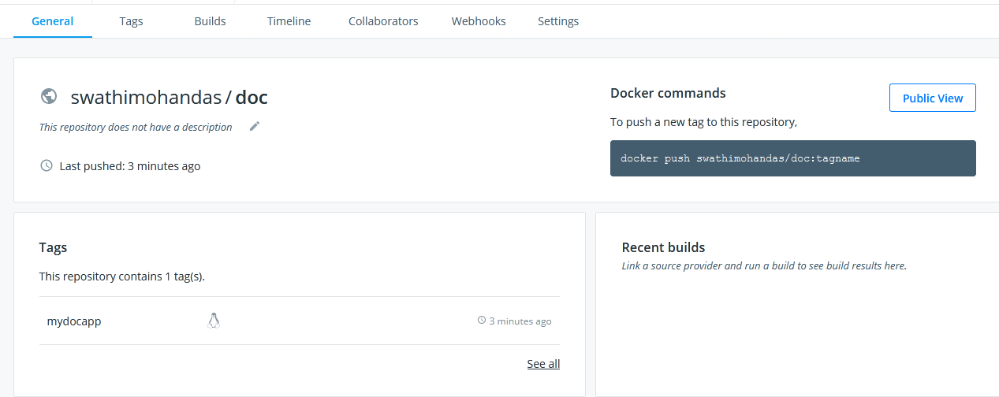 General Tags Builds Timeline Collaborators Webhooks Settings
swathimohandas / doc
This repository does not have a description
Last pushed: 3 minutes ago
Docker commands
Public View
To push a new tag to this repository,
docker push swathimohandas/doc:tagname
Tags
This repository contains 1 tag(s).
mydocapp 3 minutes ago
See all
Recent builds
Link a source provider and run a build to see build results here.